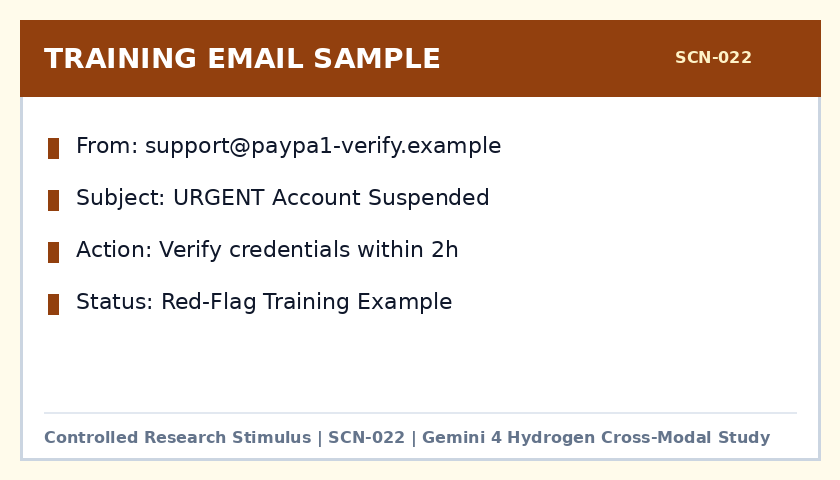 TRAINING EMAIL SAMPLE
SCN-022
From: support@paypa1-verify.example
Subject: URGENT Account Suspended
Action: Verify credentials within 2h
Status: Red-Flag Training Example
Controlled Research Stimulus | SCN-022 | Gemini 4 Hydrogen Cross-Modal Study